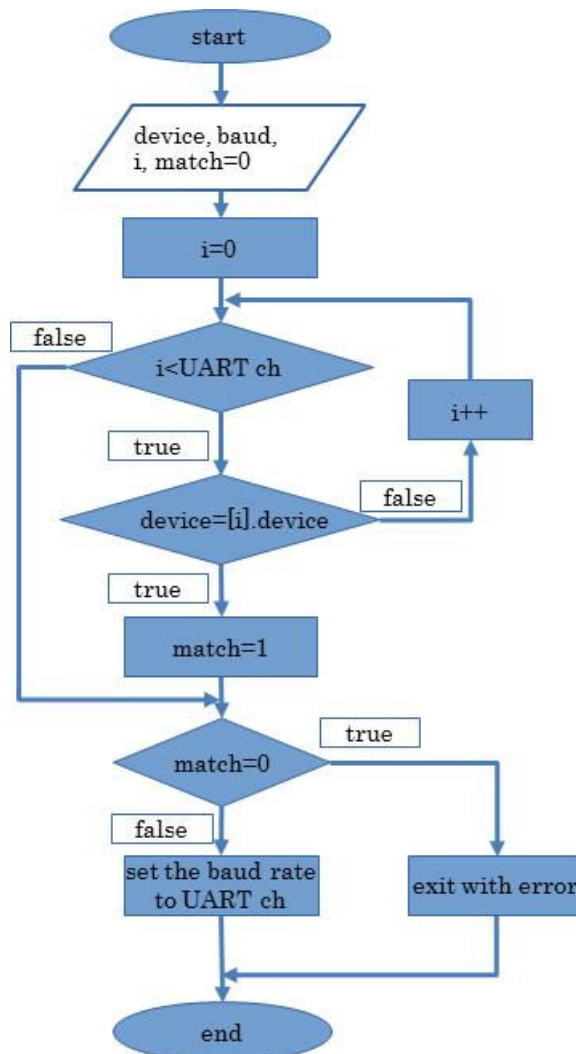 start
device, baud,
i, match=0
i=0
false
i<UART ch
i++
true
false
device=[i].device
true
match=1
true
match=0
false
set the baud rate
to UART ch
exit with error
end